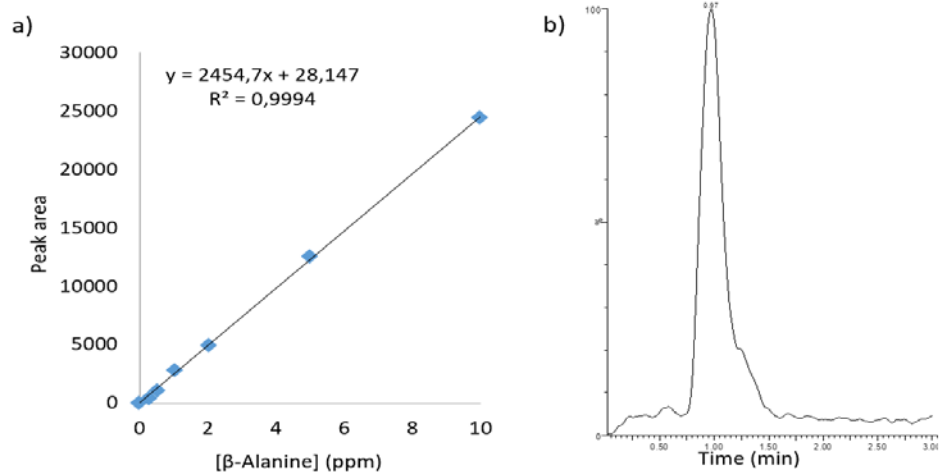 a)
30000
y = 2454,7x + 28,147
R² = 0,9994
25000
20000
15000
10000
5000
0
Peak area
0 2 4 6 8 10
[β-Alanine] (ppm)
b)
0.97
100
%
0
0.50 1.00 1.50 2.00 2.50 3.00
Time (min)